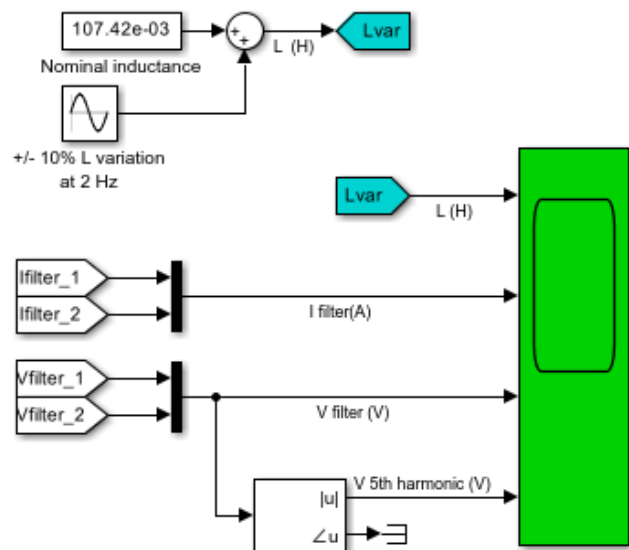 107.42e-03
+
+
L (H)
Lvar
Nominal inductance
+/- 10% L variation
at 2 Hz
Lvar
L (H)
Ifilter_1
Ifilter_2
I filter(A)
Vfilter_1
Vfilter_2
V filter (V)
V 5th harmonic (V)
|u|
∠u